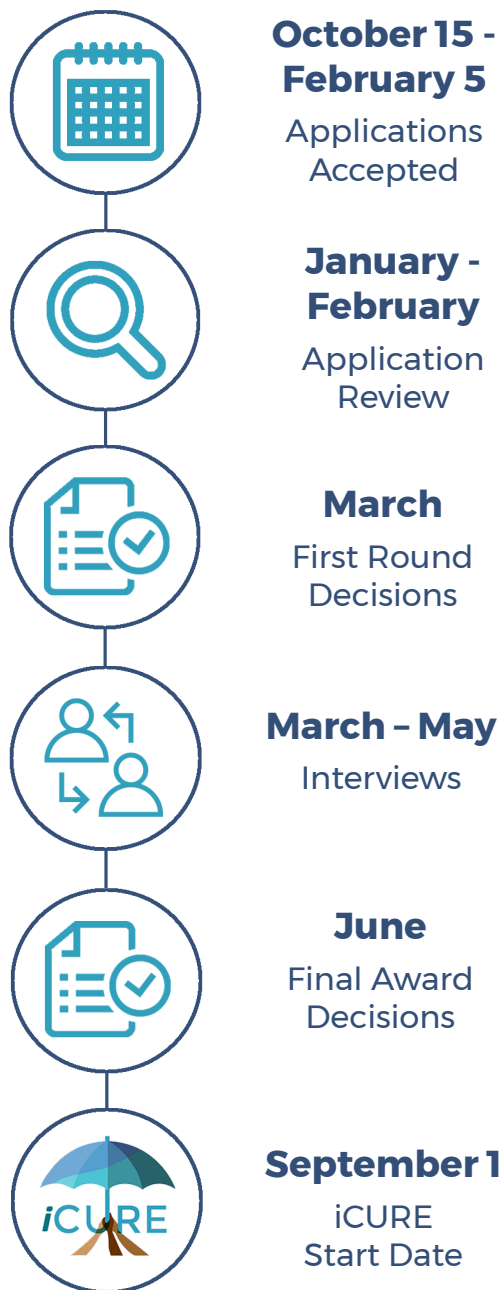 October 15 -
February 5
Applications
Accepted
January -
February
Application
Review
March
First Round
Decisions
March – May
Interviews
June
Final Award
Decisions
iCURE
September 1
iCURE
Start Date